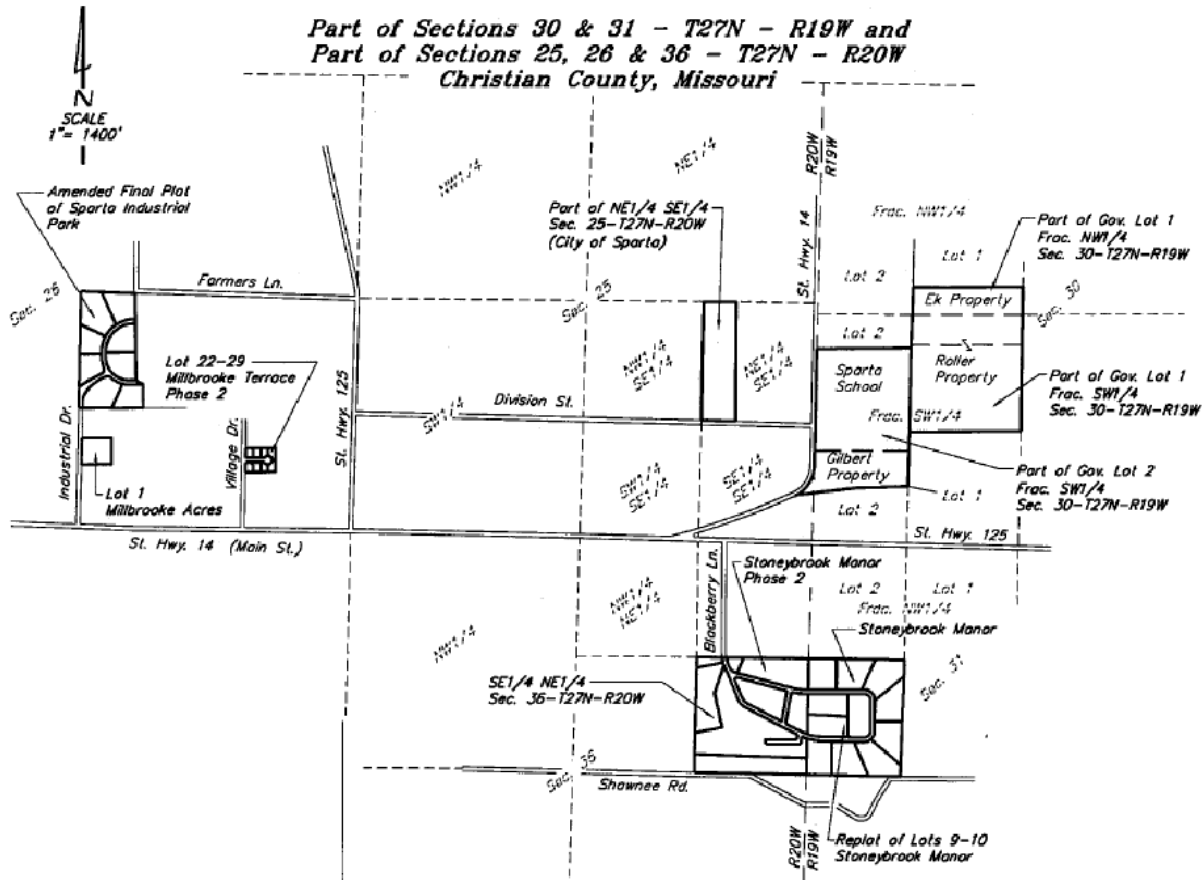 Part of Sections 30 & 31 - T27N - R19W and
Part of Sections 25, 26 & 36 - T27N - R20W
Christian County, Missouri
N
SCALE
1"= 1400'
NW1/4
NE1/4
R20W
R19W
Amended Final Plat
of Sparta Industrial
Park
Part of NE1/4 SE1/4
Sec. 25-T27N-R20W
(City of Sparta)
St. Hwy. 14
Frac. NW1/4
Lot 2
Lot 1
Part of Gov. Lot 1
Frac. NW1/4
Sec. 30-T27N-R19W
Farmers Ln.
Sec. 26
Sec. 25
Ek Property
Sec. 30
Lot 22-29
Millbrooke Terrace
Phase 2
St. Hwy. 125
NW1/4
SE1/4
NE1/4
SE1/4
Lot 2
Sparta
School
Roller
Property
Part of Gov. Lot 1
Frac. SW1/4
Sec. 30-T27N-R19W
Division St.
SW1/4
Frac. SW1/4
Industrial Dr.
Village Dr.
Lot 1
Millbrooke Acres
SW1/4
SE1/4
SE1/4
SE1/4
Gilbert
Property
Part of Gov. Lot 2
Frac. SW1/4
Sec. 30-T27N-R19W
Lot 2
Lot 1
St. Hwy. 14 (Main St.)
St. Hwy. 125
Blackberry Ln.
Stoneybrook Manor
Phase 2
Lot 2
Lot 1
Frac. NW1/4
NW1/4
NE1/4
NW1/4
Stoneybrook Manor
SE1/4 NE1/4
Sec. 36-T27N-R20W
Sec. 31
Sec. 36
Shawnee Rd.
R20W
R19W
Replat of Lots 9-10
Stoneybrook Manor